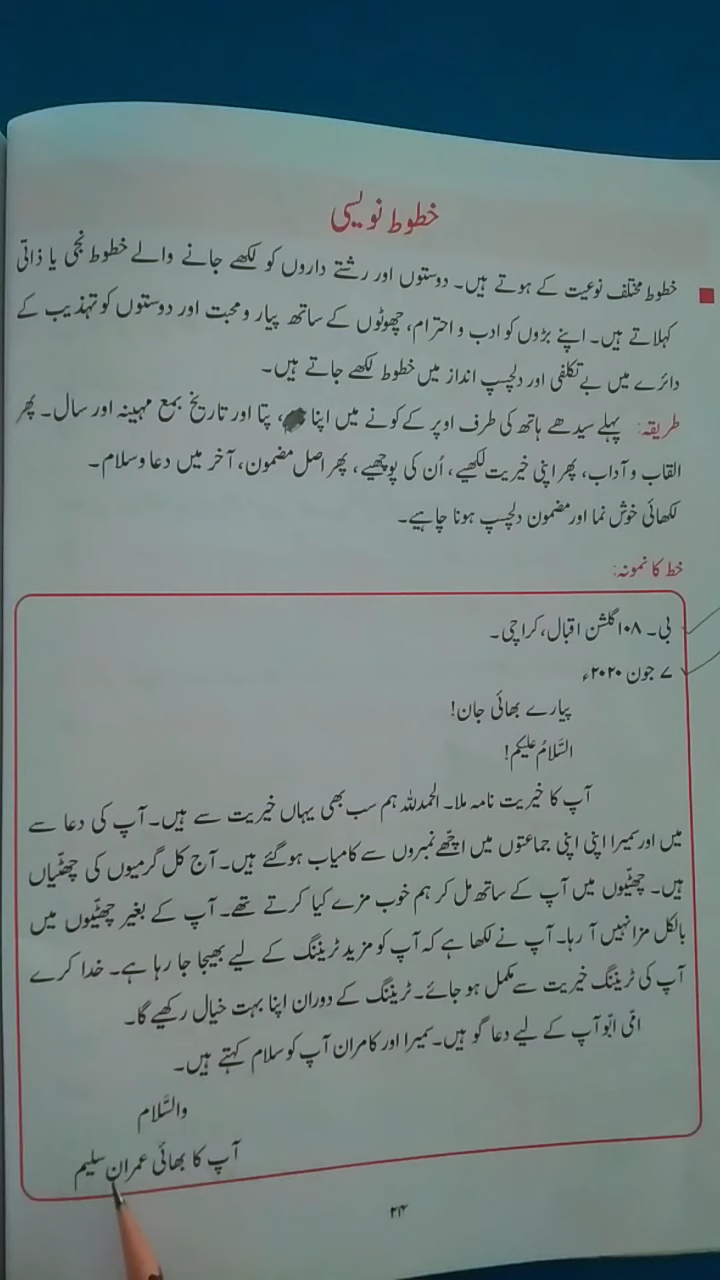 خطوط نویسی
خطوط مختلف نوعیت کے ہوتے ہیں۔ دوستوں اور رشتے داروں کو لکھے جانے والے خطوط نجی یا ذاتی
کہلاتے ہیں۔ اپنے بڑوں کو ادب و احترام، چھوٹوں کے ساتھ پیار و محبت اور دوستوں کو تہذیب کے
دائرے میں بے تکلفی اور دلچسپ انداز میں خطوط لکھے جاتے ہیں۔
طریقہ: پہلے سیدھے ہاتھ کی طرف اوپر کے کونے میں اپنا، پتا اور تاریخ بمع مہینہ اور سال۔ پھر
القاب و آداب، پھر اپنی خیریت لکھیے، اُن کی پوچھیے، پھر اصل مضمون، آخر میں دعا و سلام۔
لکھائی خوش نما اور مضمون دلچسپ ہونا چاہیے۔
خط کا نمونہ:
بی۔ ۱۰۸ گلشن اقبال، کراچی۔
۷ جون ۲۰۲۰ء
پیارے بھائی جان!
السَّلامُ علیکم!
آپ کا خیریت نامہ ملا۔ الحمدللہ ہم سب بھی یہاں خیریت سے ہیں۔ آپ کی دعا سے
میں اور سمیرا اپنی اپنی جماعتوں میں اچھّے نمبروں سے کامیاب ہوگئے ہیں۔ آج کل گرمیوں کی چھٹیّاں
ہیں۔ چھٹیّوں میں آپ کے ساتھ مل کر ہم خوب مزے کیا کرتے تھے۔ آپ کے بغیر چھٹیّوں میں
بالکل مزا نہیں آ رہا۔ آپ نے لکھا ہے کہ آپ کو مزید ٹریننگ کے لیے بھیجا جا رہا ہے۔ خدا کرے
آپ کی ٹریننگ خیریت سے مکمل ہو جائے۔ ٹریننگ کے دوران اپنا بہت خیال رکھیے گا۔
امّی ابّو آپ کے لیے دعا گو ہیں۔ سمیرا اور کامران آپ کو سلام کہتے ہیں۔
والسَّلام
آپ کا بھائی عمران سلیم
۲۴